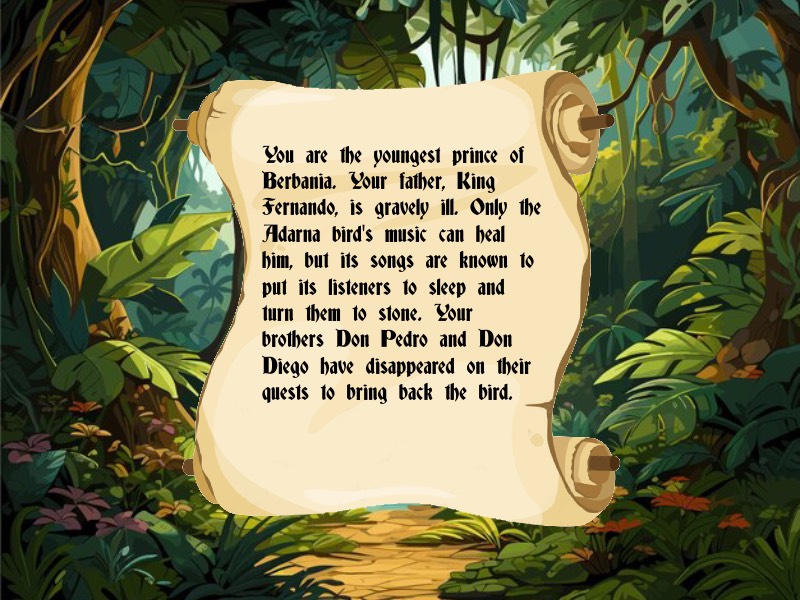 You are the youngest prince of
Berbania. Your father, King
Fernando, is gravely ill. Only the
Adarna bird's music can heal
him, but its songs are known to
put its listeners to sleep and
turn them to stone. Your
brothers Don Pedro and Don
Diego have disappeared on their
quests to bring back the bird.